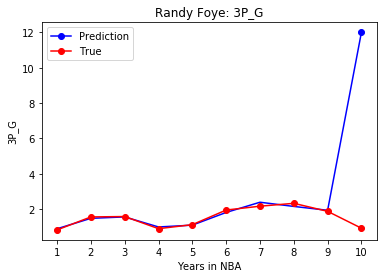 Randy Foye: 3P_G
Prediction
True
3P_G
12
10
8
6
4
2
1 2 3 4 5 6 7 8 9 10
Years in NBA